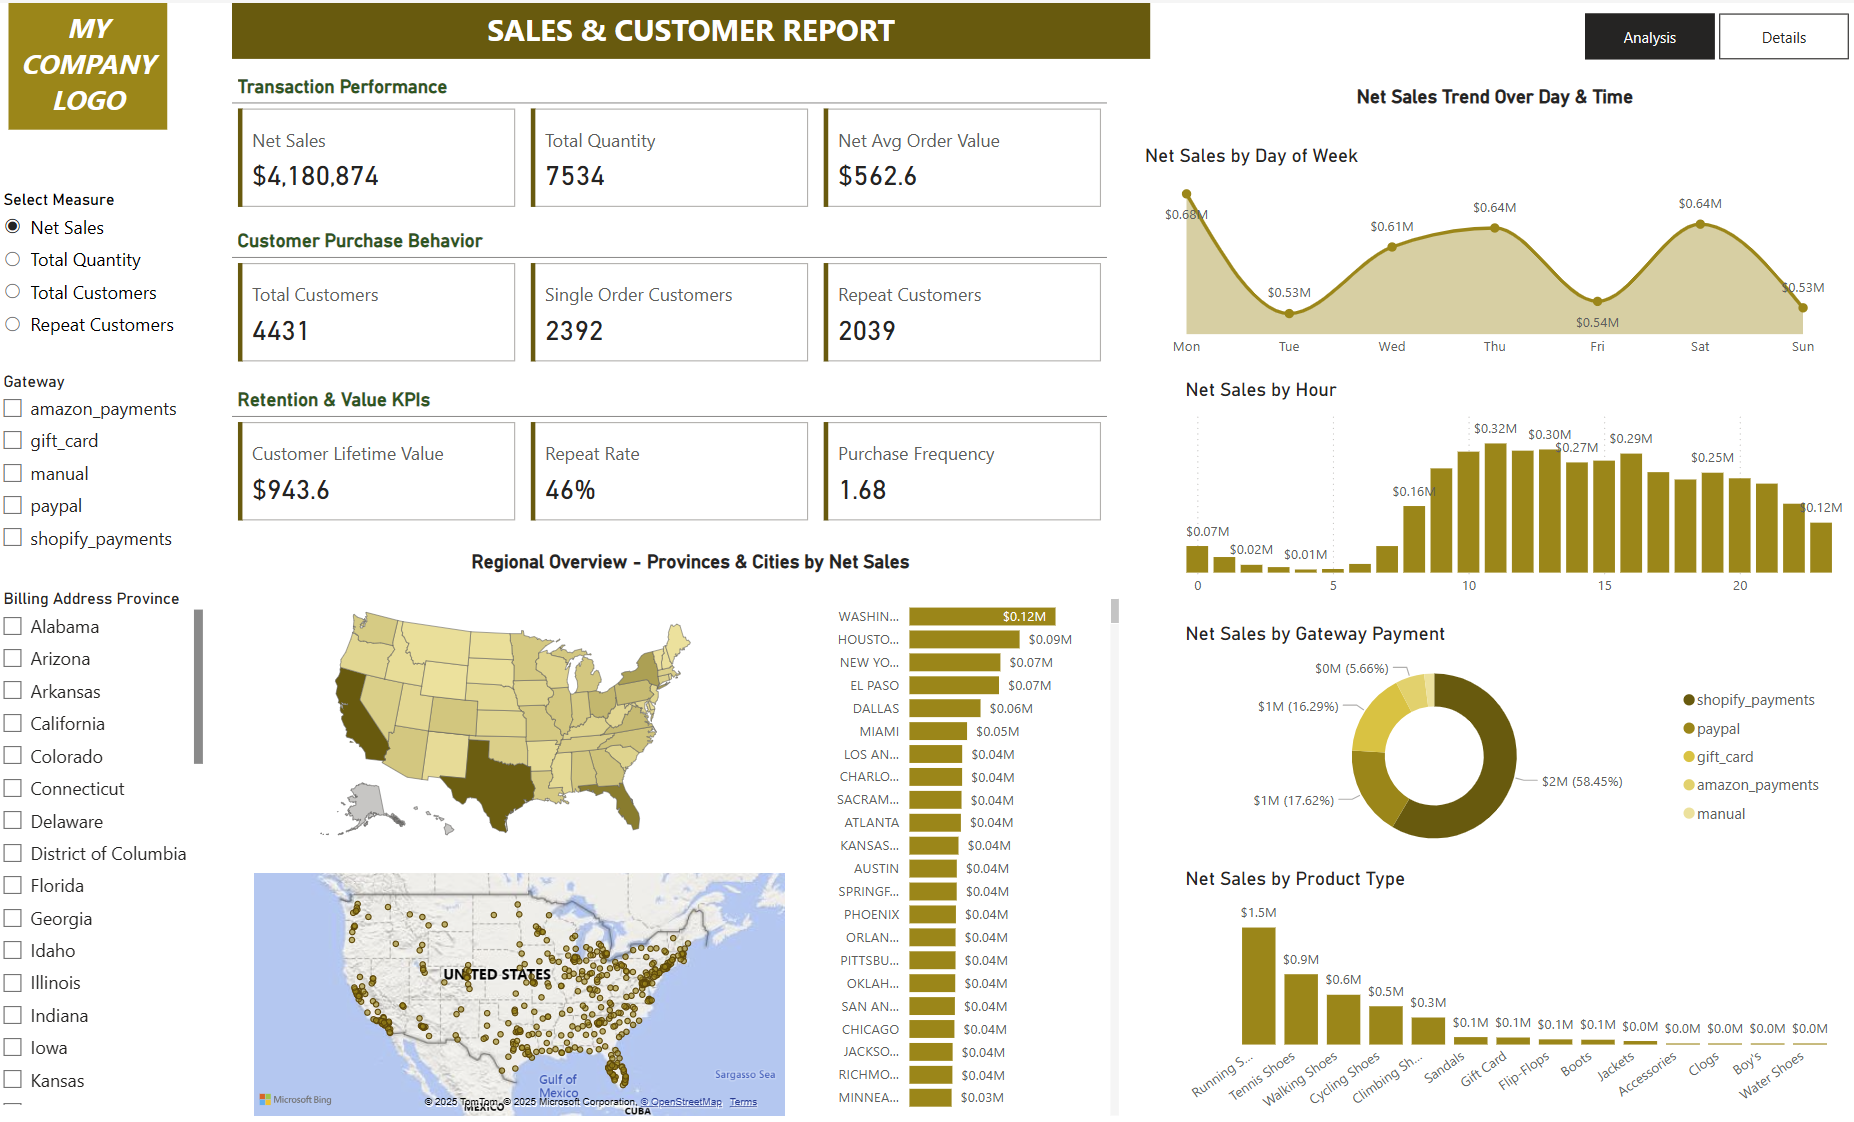 MY
COMPANY
LOGO
SALES & CUSTOMER REPORT
Analysis
Details
Select Measure
Net Sales
Total Quantity
Total Customers
Repeat Customers
Gateway
amazon_payments
gift_card
manual
paypal
shopify_payments
Billing Address Province
Alabama
Arizona
Arkansas
California
Colorado
Connecticut
Delaware
District of Columbia
Florida
Georgia
Idaho
Illinois
Indiana
Iowa
Kansas
Transaction Performance
Net Sales
$4,180,874
Total Quantity
7534
Net Avg Order Value
$562.6
Customer Purchase Behavior
Total Customers
4431
Single Order Customers
2392
Repeat Customers
2039
Retention & Value KPIs
Customer Lifetime Value
$943.6
Repeat Rate
46%
Purchase Frequency
1.68
Regional Overview - Provinces & Cities by Net Sales
WASHIN... $0.12M
HOUSTO... $0.09M
NEW YO... $0.07M
EL PASO $0.07M
DALLAS $0.06M
MIAMI $0.05M
LOS AN... $0.04M
CHARLO... $0.04M
SACRAM... $0.04M
ATLANTA $0.04M
KANSAS... $0.04M
AUSTIN $0.04M
SPRINGF... $0.04M
PHOENIX $0.04M
ORLAN... $0.04M
PITTSBU... $0.04M
OKLAH... $0.04M
SAN AN... $0.04M
CHICAGO $0.04M
JACKSO... $0.04M
RICHMO... $0.04M
MINNEA... $0.03M
UNITED STATES
Gulf of
Mexico
Sargasso Sea
MEXICO
CUBA
Microsoft Bing
© 2025 TomTom, © 2025 Microsoft Corporation, © OpenStreetMap Terms
Net Sales Trend Over Day & Time
Net Sales by Day of Week
$0.68M
$0.53M
$0.61M
$0.64M
$0.54M
$0.64M
$0.53M
Mon Tue Wed Thu Fri Sat Sun
Net Sales by Hour
$0.07M
$0.02M
$0.01M
$0.16M
$0.32M
$0.30M
$0.27M
$0.29M
$0.25M
$0.12M
0 5 10 15 20
Net Sales by Gateway Payment
$0M (5.66%)
$1M (16.29%)
$1M (17.62%)
$2M (58.45%)
shopify_payments
paypal
gift_card
amazon_payments
manual
Net Sales by Product Type
$1.5M
$0.9M
$0.6M
$0.5M
$0.3M
$0.1M
$0.1M
$0.1M
$0.1M
$0.0M
$0.0M
$0.0M
$0.0M
$0.0M
Running S...
Tennis Shoes
Walking Shoes
Cycling Shoes
Climbing Sh...
Sandals
Gift Card
Flip-Flops
Boots
Jackets
Accessories
Clogs
Boy's
Water Shoes